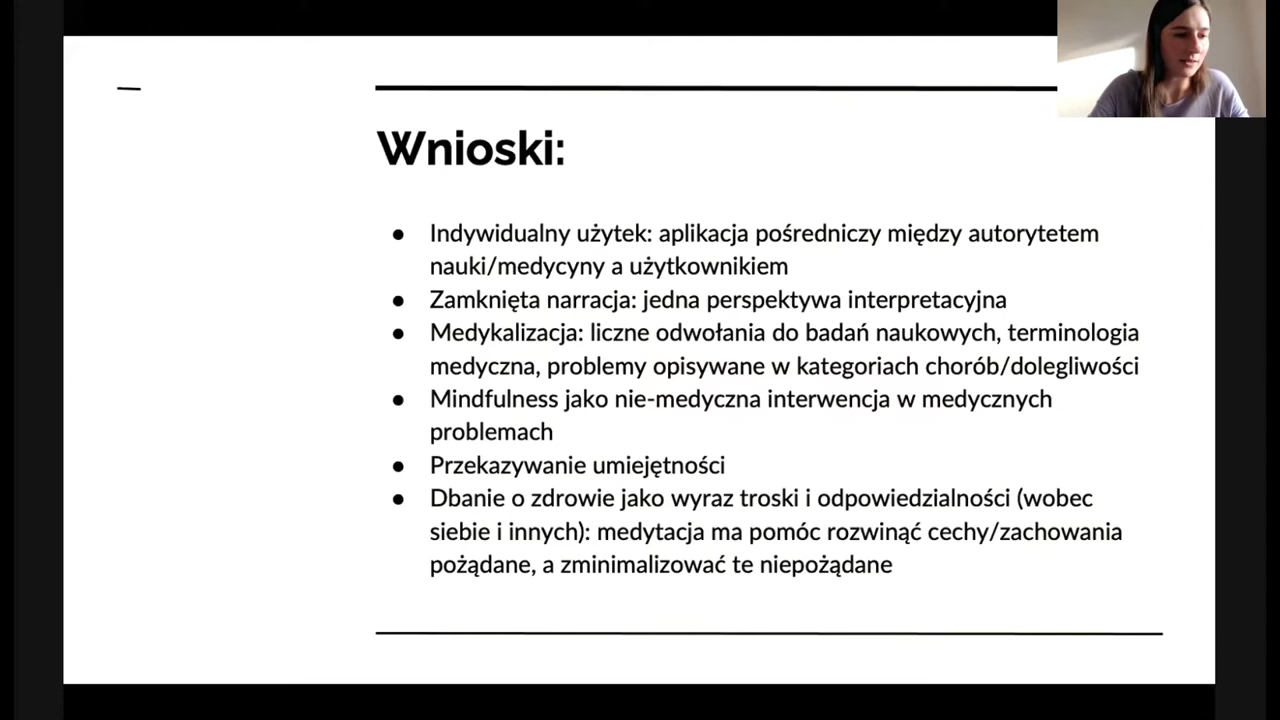 Wnioski:
● Indywidualny użytek: aplikacja pośredniczy między autorytetem
nauki/medycyny a użytkownikiem
● Zamknięta narracja: jedna perspektywa interpretacyjna
● Medykalizacja: liczne odwołania do badań naukowych, terminologia
medyczna, problemy opisywane w kategoriach chorób/dolegliwości
● Mindfulness jako nie-medyczna interwencja w medycznych
problemach
● Przekazywanie umiejętności
● Dbanie o zdrowie jako wyraz troski i odpowiedzialności (wobec
siebie i innych): medytacja ma pomóc rozwinąć cechy/zachowania
pożądane, a zminimalizować te niepożądane